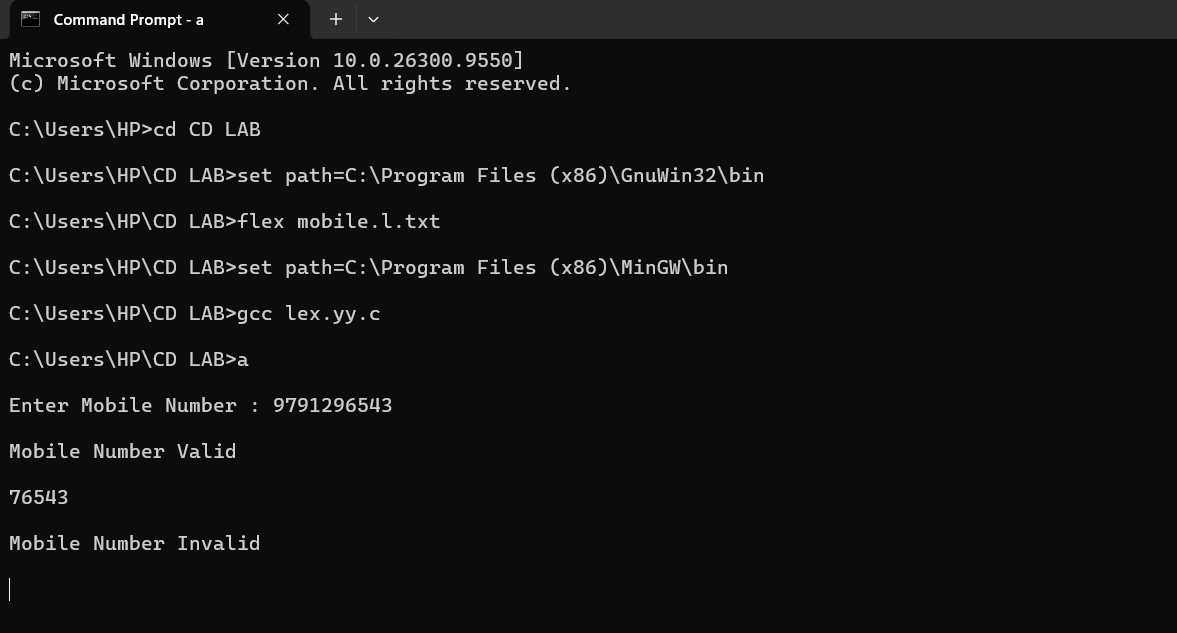 Command Prompt - a
Microsoft Windows [Version 10.0.26300.9550]
(c) Microsoft Corporation. All rights reserved.
C:\Users\HP>cd CD LAB
C:\Users\HP\CD LAB>set path=C:\Program Files (x86)\GnuWin32\bin
C:\Users\HP\CD LAB>flex mobile.l.txt
C:\Users\HP\CD LAB>set path=C:\Program Files (x86)\MinGW\bin
C:\Users\HP\CD LAB>gcc lex.yy.c
C:\Users\HP\CD LAB>a
Enter Mobile Number : 9791296543
Mobile Number Valid
76543
Mobile Number Invalid